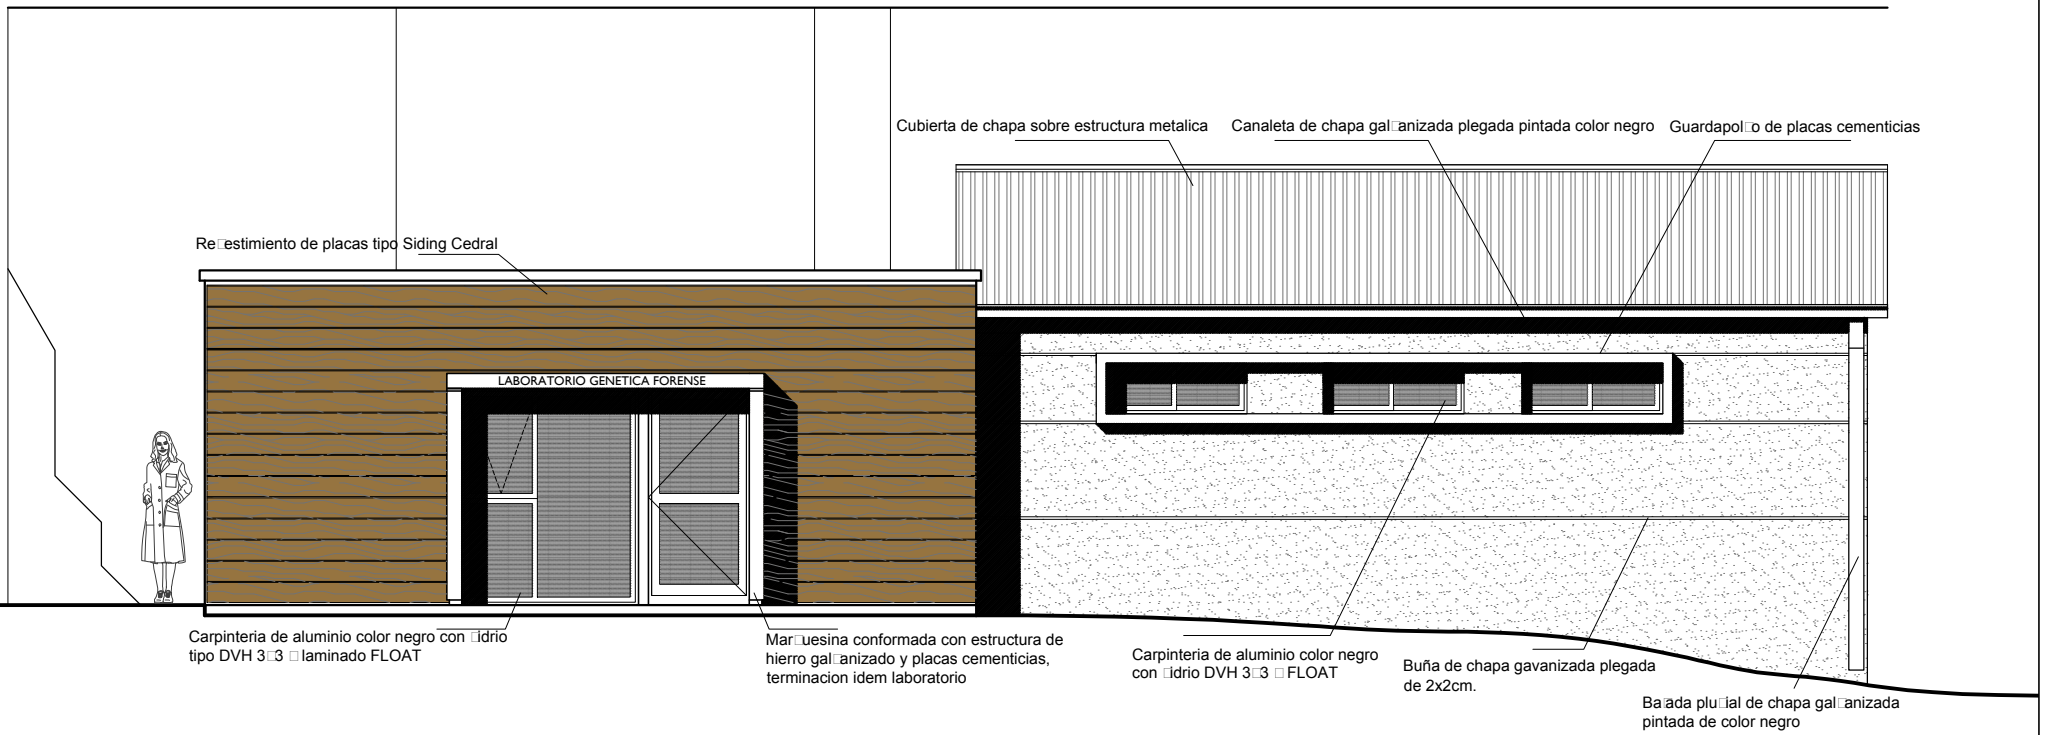 Cubierta de chapa sobre estructura metalica
Canaleta de chapa gal□anizada plegada pintada color negro
Guardapol□o de placas cementicias
Re□estimiento de placas tipo Siding Cedral
LABORATORIO GENETICA FORENSE
Carpinteria de aluminio color negro con □idrio
tipo DVH 3□3 □ laminado FLOAT
Mar□uesina conformada con estructura de
hierro gal□anizado y placas cementicias,
terminacion idem laboratorio
Carpinteria de aluminio color negro
con □idrio DVH 3□3 □ FLOAT
Buña de chapa gavanizada plegada
de 2x2cm.
Ba□ada plu□ial de chapa gal□anizada
pintada de color negro